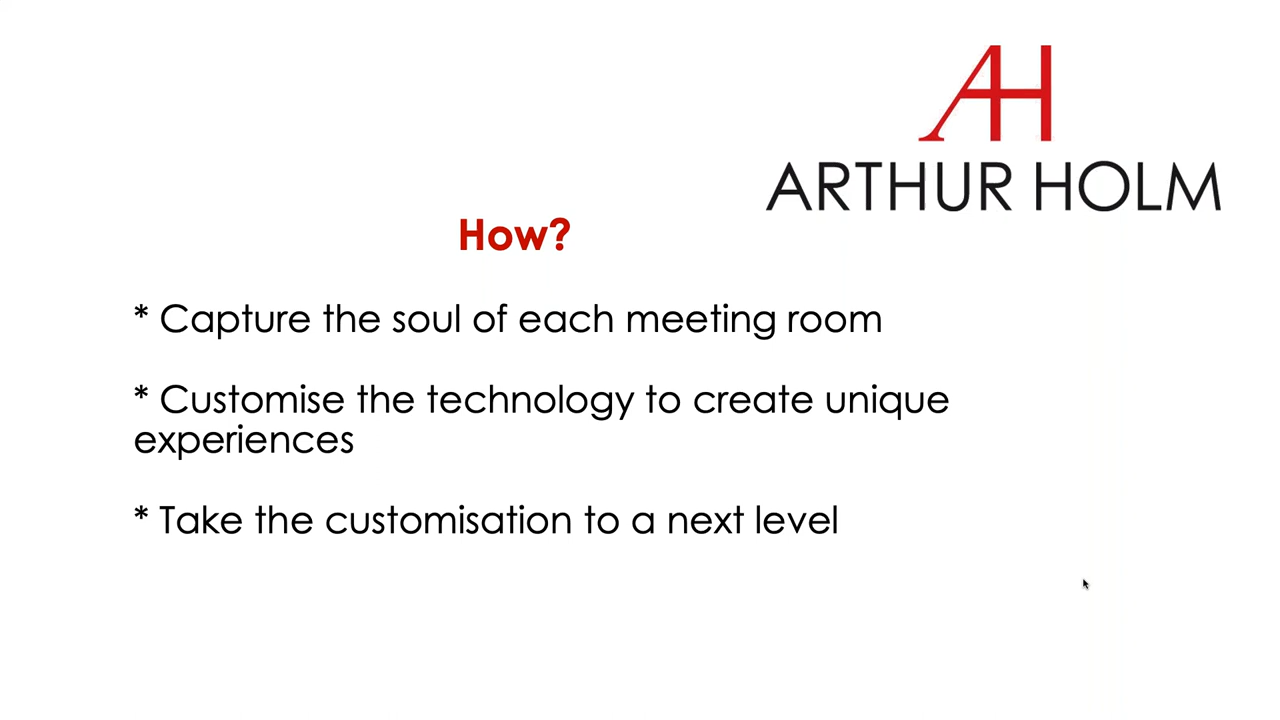 AH
ARTHUR HOLM
How?
* Capture the soul of each meeting room
* Customise the technology to create unique
experiences
* Take the customisation to a next level